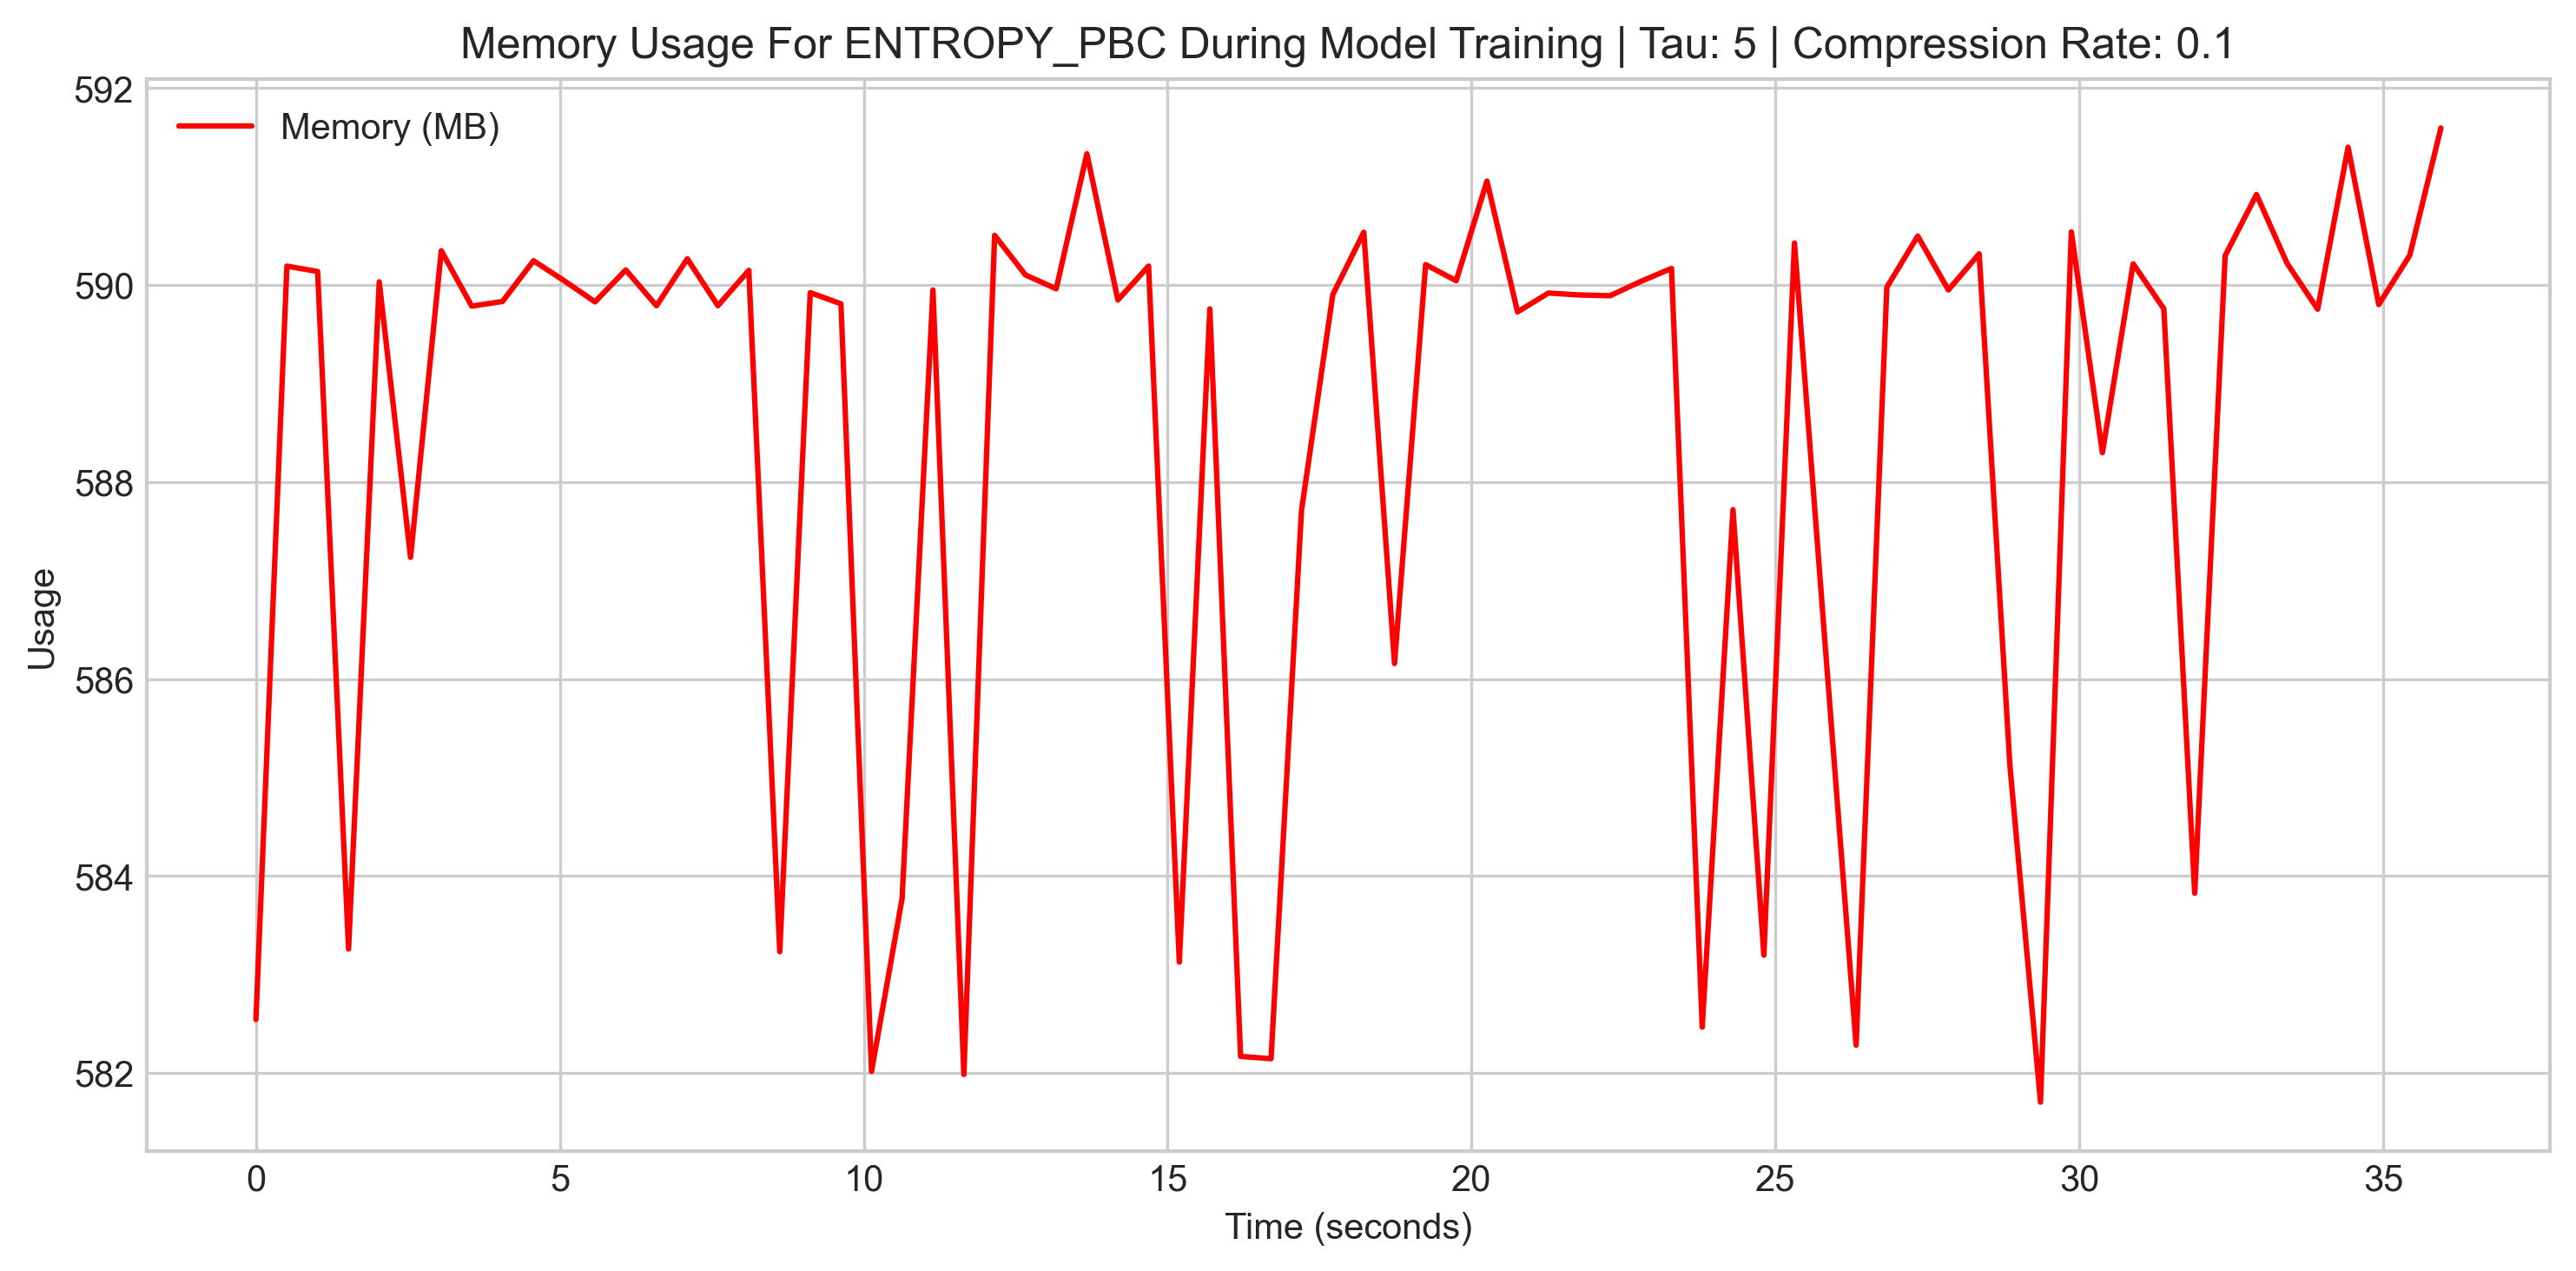 Memory Usage For ENTROPY_PBC During Model Training | Tau: 5 | Compression Rate: 0.1
Memory (MB)
592
590
588
586
584
582
Usage
0 5 10 15 20 25 30 35
Time (seconds)